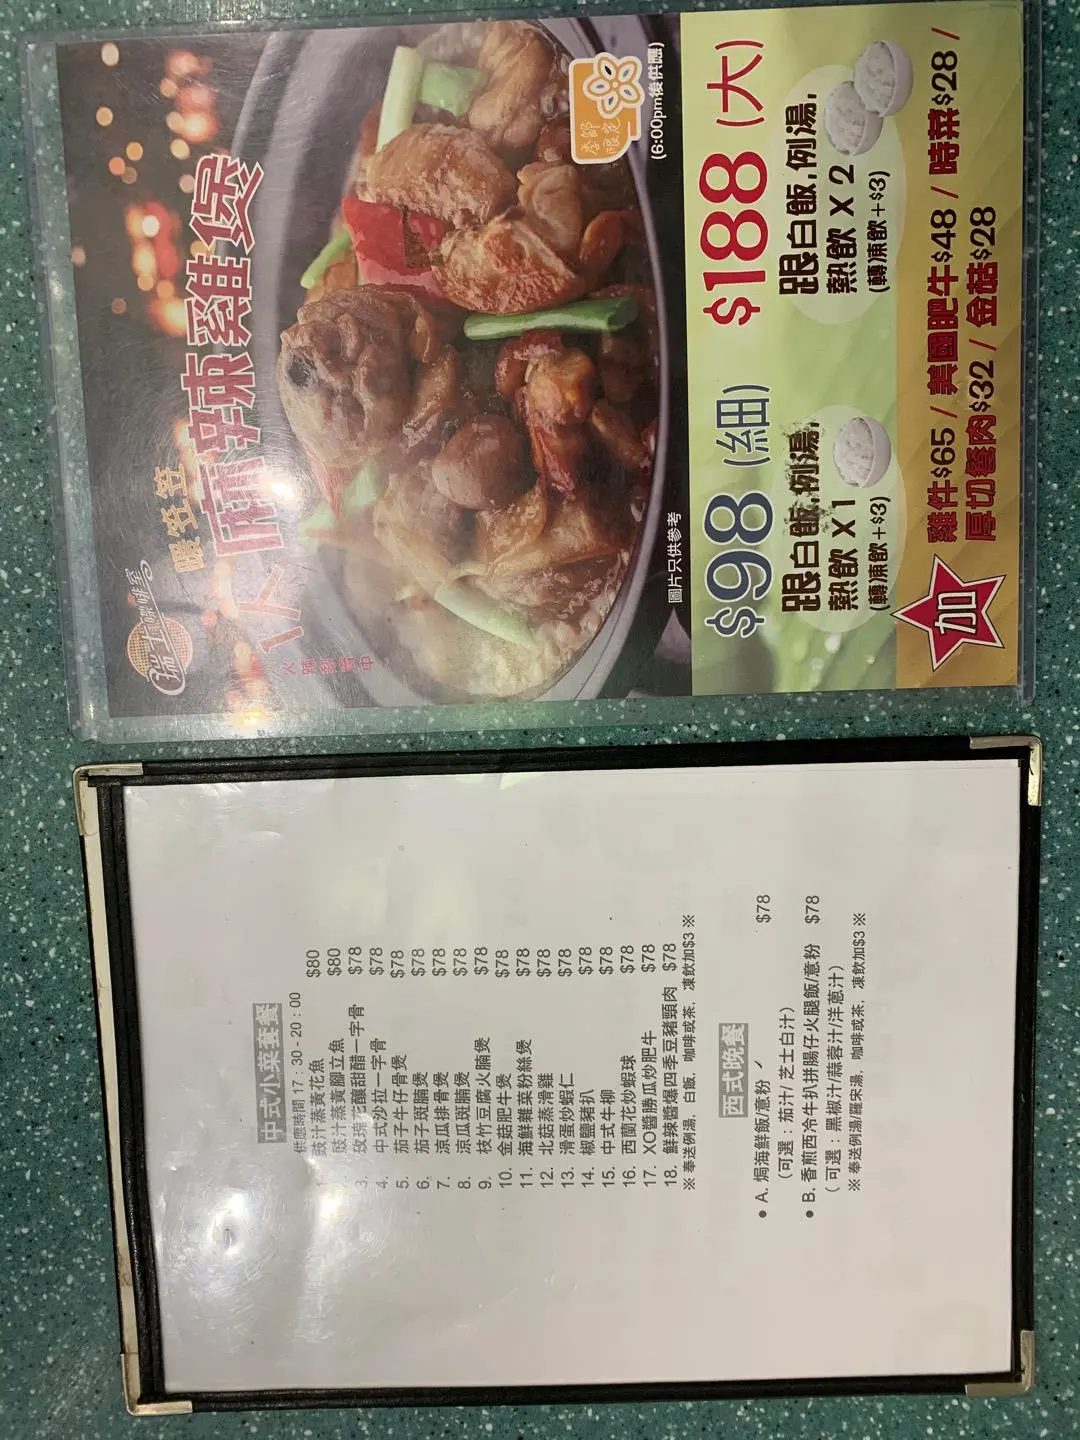 瑞士咖啡室
暖笠笠
麻辣雞煲
火辣登場中
季節
限定
(6:00pm後供應)
圖片只供參考
$98 (細)
跟白飯,例湯,
熱飲 X 1
(轉凍飲+$3)
$188 (大)
跟白飯,例湯,
熱飲 X 2
(轉凍飲+$3)
加
雞件$65 / 美國肥牛$48 / 時菜$28 /
厚切餐肉$32 / 金菇$28
中式小菜套餐
供應時間 17:30 - 20:00
豉汁蒸黃花魚 $80
豉汁蒸黃腳立魚 $80
3. 玫瑰花釀甜醋一字骨 $78
4. 中式沙拉一字骨 $78
5. 茄子牛仔骨煲 $78
6. 茄子斑腩煲 $78
7. 涼瓜排骨煲 $78
8. 涼瓜斑腩煲 $78
9. 枝竹豆腐火腩煲 $78
10. 金菇肥牛煲 $78
11. 海鮮雜菜粉絲煲 $78
12. 北菇蒸滑雞 $78
13. 滑蛋炒蝦仁 $78
14. 椒鹽豬扒 $78
15. 中式牛柳 $78
16. 西蘭花炒蝦球 $78
17. XO醬勝瓜炒肥牛 $78
18. 鮮辣醬爆四季豆豬頸肉 $78
※ 奉送例湯, 白飯, 咖啡或茶, 凍飲加$3 ※
西式晚餐
● A. 焗海鮮飯/意粉 $78
(可選 : 茄汁/ 芝士白汁)
● B. 香煎西冷牛扒拼腸仔火腿飯/意粉 $78
( 可選 : 黑椒汁/蒜蓉汁/洋蔥汁)
※ 奉送例湯/羅宋湯, 咖啡或茶, 凍飲加$3 ※